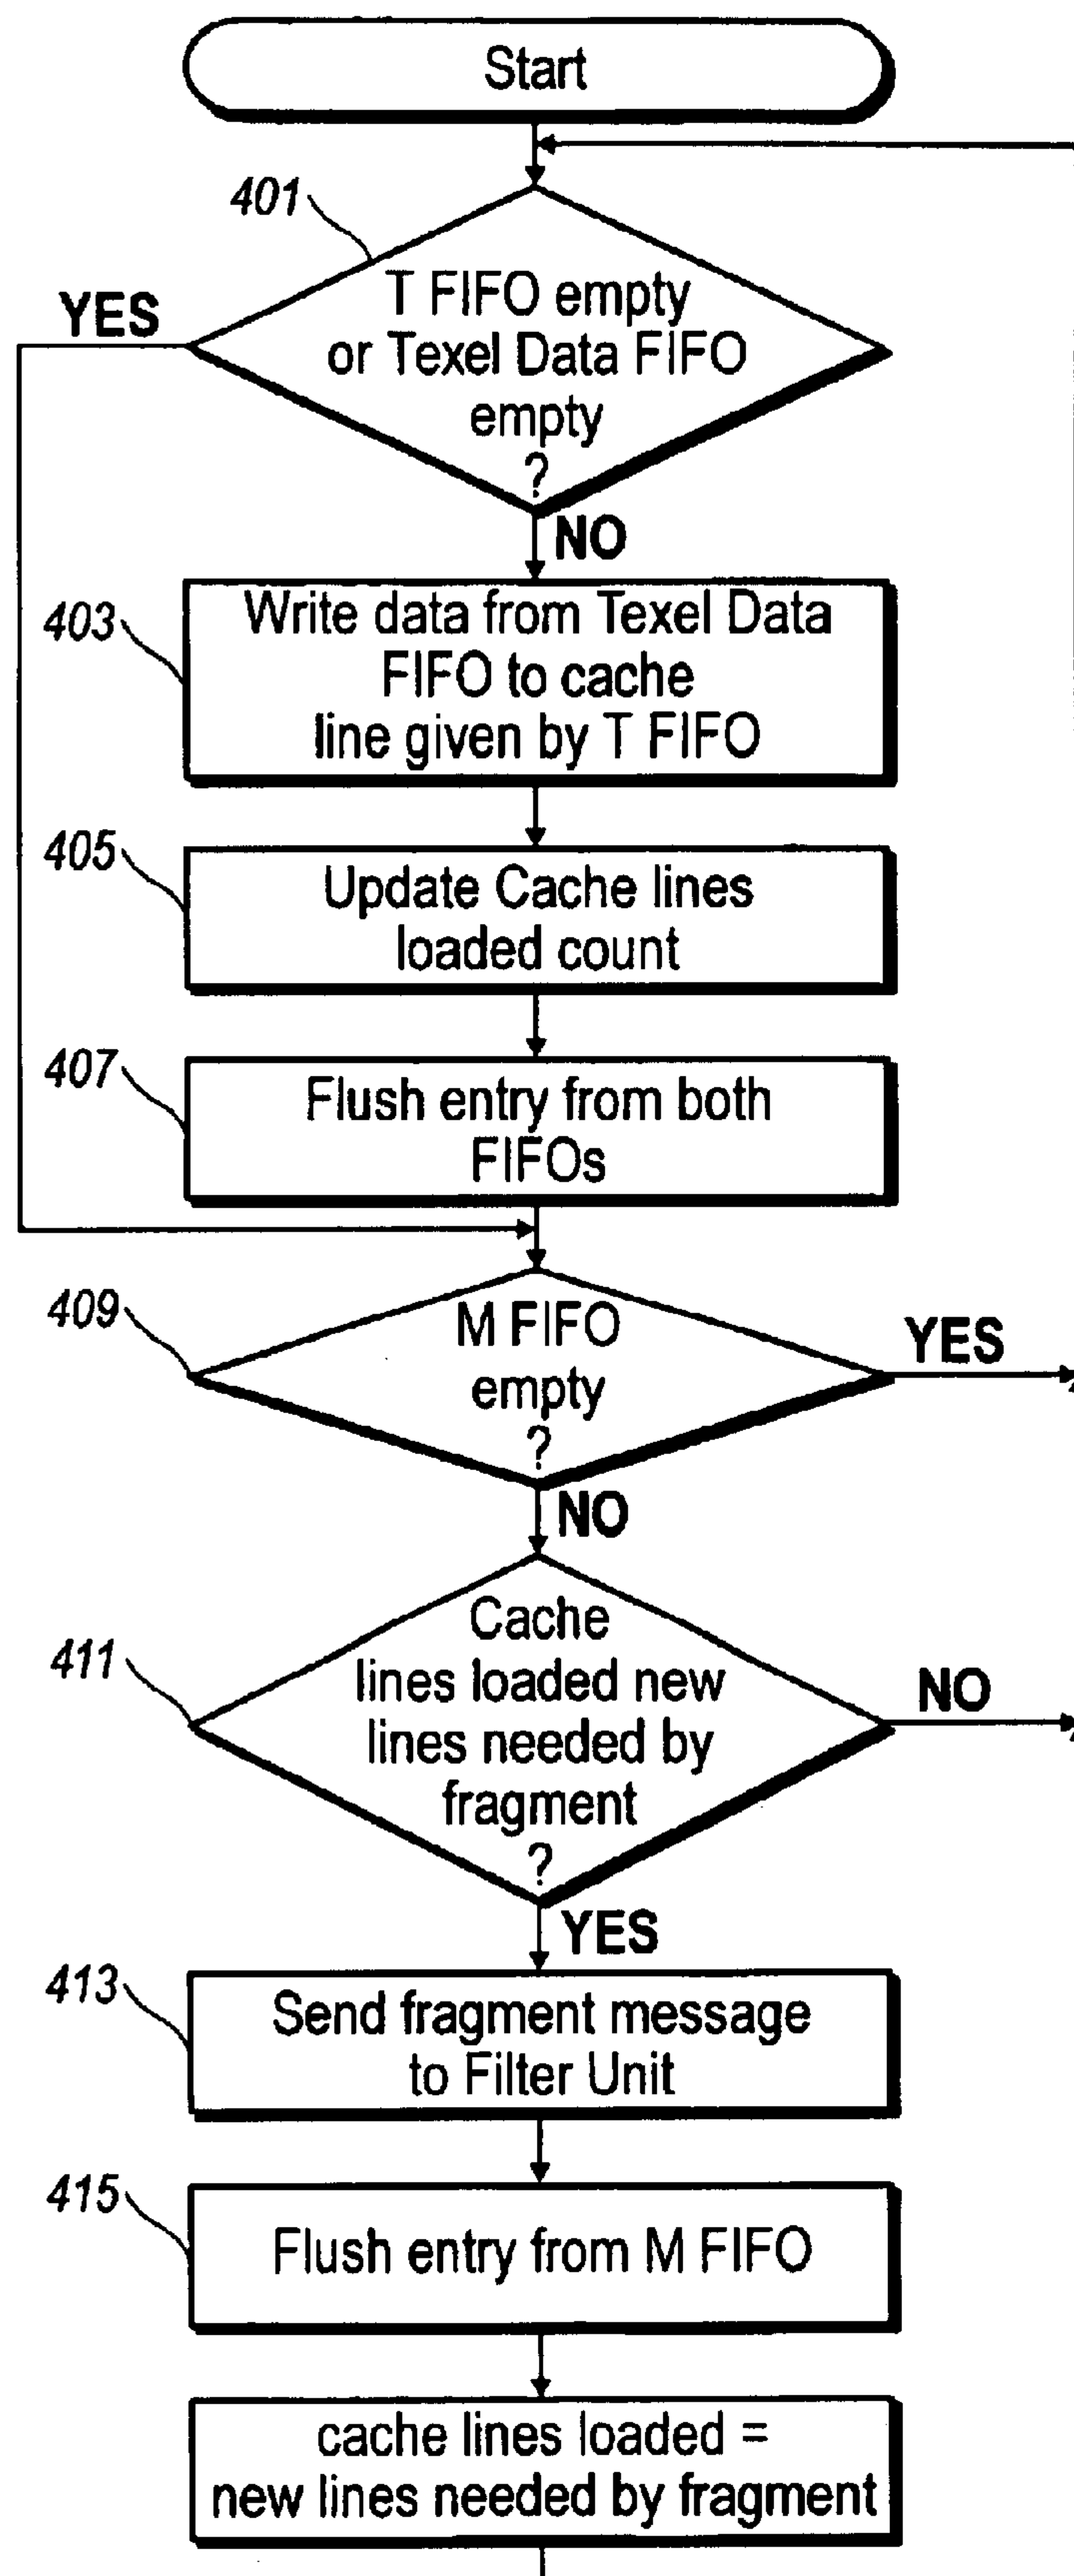 Start
401
T FIFO empty
or Texel Data FIFO
empty
?
YES
NO
403
Write data from Texel Data
FIFO to cache
line given by T FIFO
405
Update Cache lines
loaded count
407
Flush entry from both
FIFOs
409
M FIFO
empty
?
YES
NO
411
Cache
lines loaded new
lines needed by
fragment
?
NO
YES
413
Send fragment message
to Filter Unit
415
Flush entry from M FIFO
cache lines loaded =
new lines needed by fragment